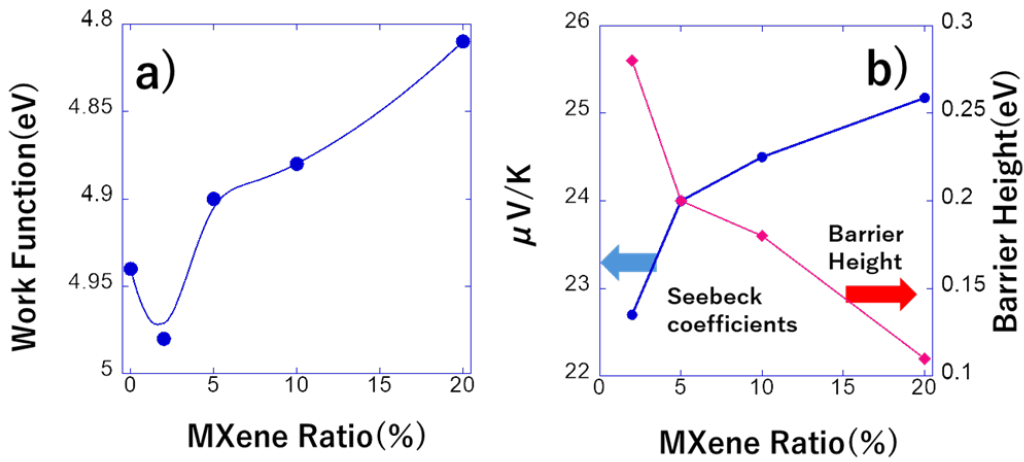 a)
Work Function(eV)
4.8
4.85
4.9
4.95
5
0
5
10
15
20
MXene Ratio(%)
b)
μV/K
26
25
24
23
22
0.3
0.25
0.2
0.15
0.1
Barrier Height(eV)
Barrier
Height
Seebeck
coefficients
0
5
10
15
20
MXene Ratio(%)